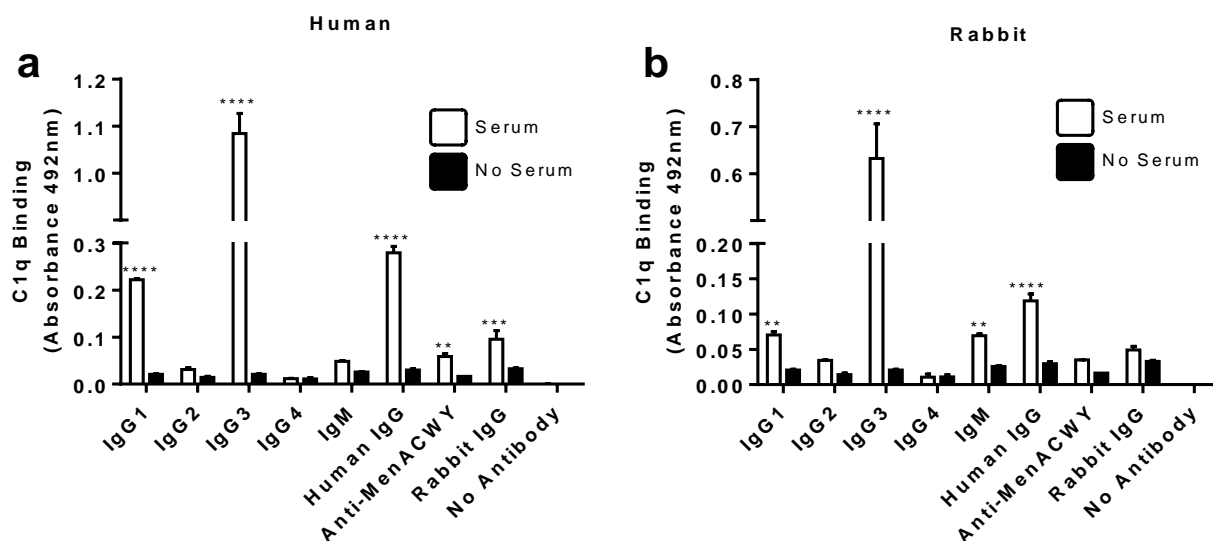 Human
a
C1q Binding
(Absorbance 492nm)
1.2
1.1
1.0
0.3
0.2
0.1
0.0
****
****
****
**
***
Serum
No Serum
IgG1
IgG2
IgG3
IgG4
IgM
Human IgG
Anti-MenACWY
Rabbit IgG
No Antibody
Rabbit
b
C1q Binding
(Absorbance 492nm)
0.8
0.7
0.6
0.20
0.15
0.10
0.05
0.00
**
****
**
****
Serum
No Serum
IgG1
IgG2
IgG3
IgG4
IgM
Human IgG
Anti-MenACWY
Rabbit IgG
No Antibody